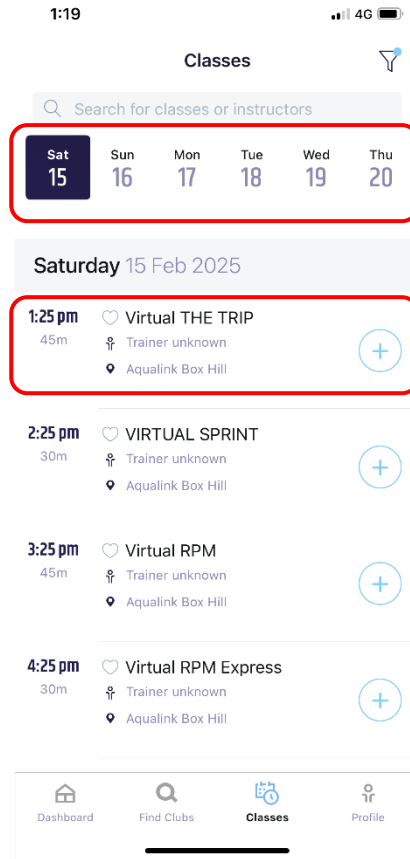 1:19 4G
Classes
Search for classes or instructors
Sat Sun Mon Tue Wed Thu
15 16 17 18 19 20
Saturday 15 Feb 2025
1:25 pm Virtual THE TRIP
45m Trainer unknown
Aqualink Box Hill
2:25 pm VIRTUAL SPRINT
30m Trainer unknown
Aqualink Box Hill
3:25 pm Virtual RPM
45m Trainer unknown
Aqualink Box Hill
4:25 pm Virtual RPM Express
30m Trainer unknown
Aqualink Box Hill
Dashboard Find Clubs Classes Profile